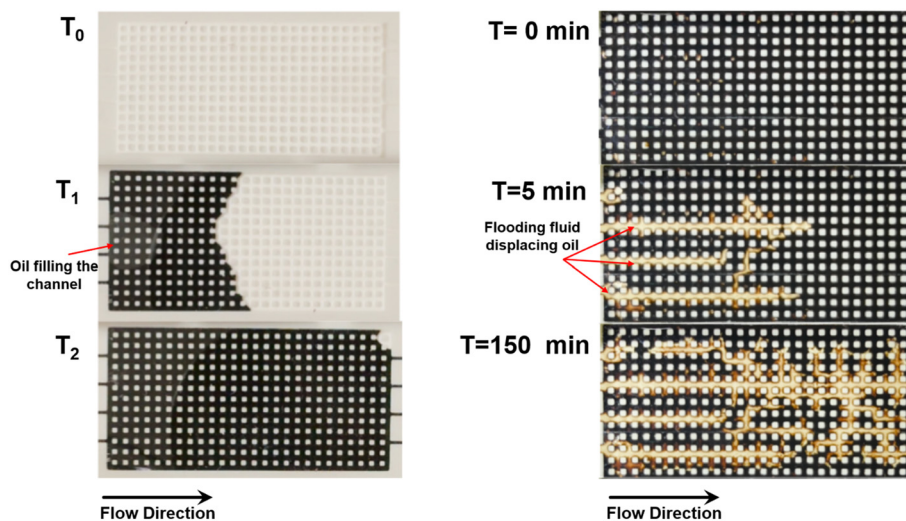 T0
T1
Oil filling the
channel
T2
Flow Direction
T= 0 min
T=5 min
Flooding fluid
displacing oil
T=150  min
Flow Direction